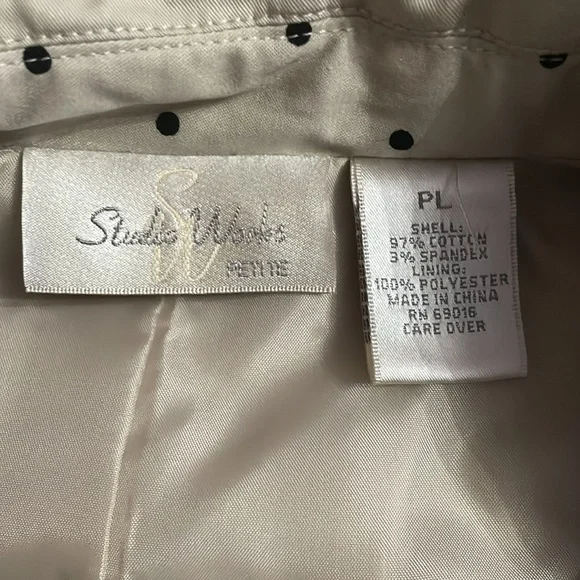 SW
Studio Works
PETITE
PL
SHELL:
97% COTTON
3% SPANDEX
LINING:
100% POLYESTER
MADE IN CHINA
RN 69016
CARE OVER